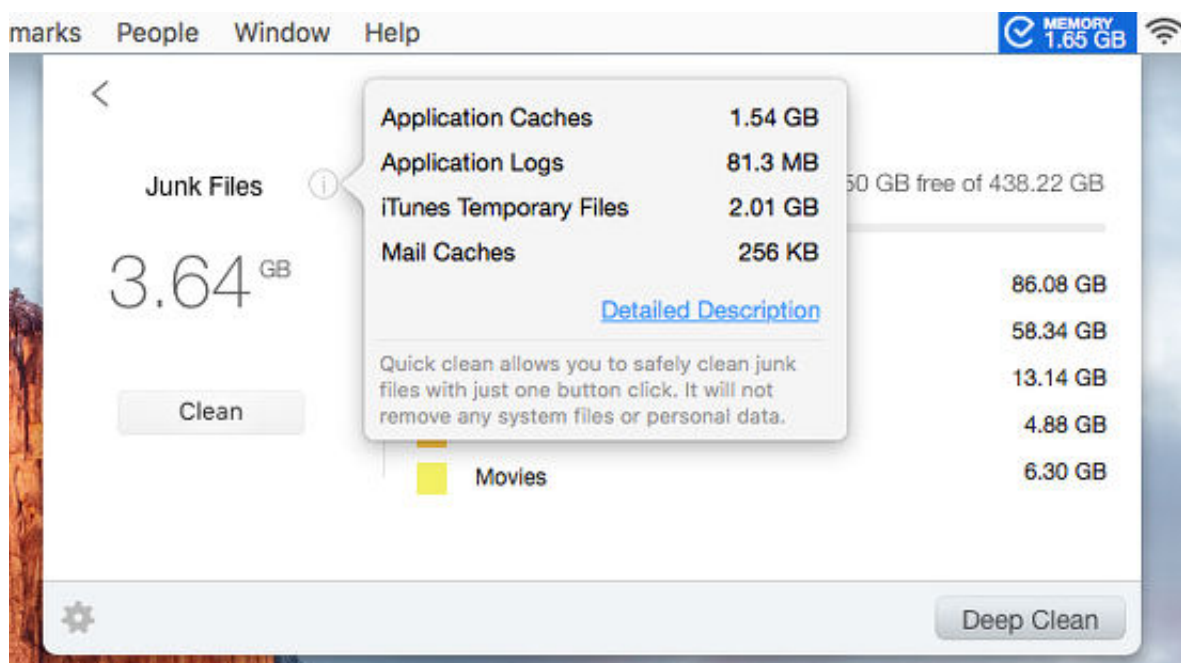 marks People Window Help MEMORY
1.65 GB
Application Caches 1.54 GB
Application Logs 81.3 MB
Junk Files i 50 GB free of 438.22 GB
iTunes Temporary Files 2.01 GB
Mail Caches 256 KB
3.64 GB
86.08 GB
Detailed Description
58.34 GB
Quick clean allows you to safely clean junk
files with just one button click. It will not
remove any system files or personal data.
13.14 GB
Clean
4.88 GB
Movies 6.30 GB
Deep Clean